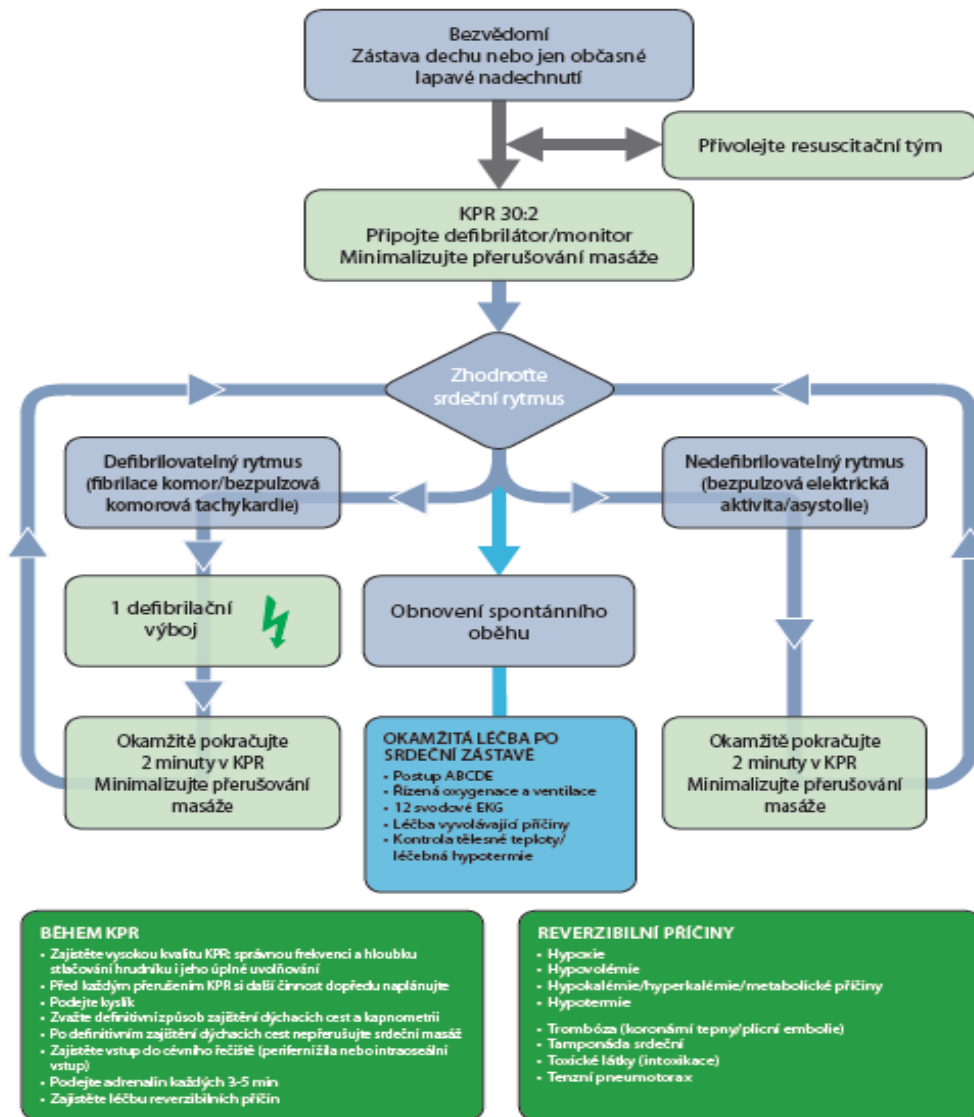 Bezvědomí
Zástava dechu nebo jen občasné
lapavé nadechnutí
Přivolejte resuscitační tým
KPR 30:2
Připojte defibrilátor/monitor
Minimalizujte přerušování masáže
Zhodnoťte
srdeční rytmus
Defibrilovatelný rytmus
(fibrilace komor/bezpulzová
komorová tachykardie)
Nedefibrilovatelný rytmus
(bezpulzová elektrická
aktivita/asystolie)
1 defibrilační
výboj
Obnovení spontánního
oběhu
Okamžitě pokračujte
2 minuty v KPR
Minimalizujte přerušování
masáže
OKAMŽITÁ LÉČBA PO
SRDEČNÍ ZÁSTAVĚ
• Postup ABCDE
• Řízená oxygenace a ventilace
• 12 svodové EKG
• Léčba vyvolávající příčiny
• Kontrola tělesné teploty/
léčebná hypotermie
Okamžitě pokračujte
2 minuty v KPR
Minimalizujte přerušování
masáže
BĚHEM KPR
• Zajistěte vysokou kvalitu KPR: správnou frekvenci a hloubku
stlačování hrudníku i jeho úplné uvolňování
• Před každým přerušením KPR si další činnost dopředu naplánujte
• Podejte kyslík
• Zvažte definitivní způsob zajištění dýchacích cest a kapnometrii
• Po definitivním zajištění dýchacích cest nepřerušujte srdeční masáž
• Zajistěte vstup do cévního řečiště (periferní žíla nebo intraoseální
vstup)
• Podejte adrenalin každých 3-5 min
• Zajistěte léčbu reverzibilních příčin
REVERZIBILNÍ PŘÍČINY
• Hypoxie
• Hypovolémie
• Hypokalémie/hyperkalémie/metabolické příčiny
• Hypotermie
• Trombóza (koronární tepny/plicní embolie)
• Tamponáda srdeční
• Toxické látky (intoxikace)
• Tenzní pneumotorax